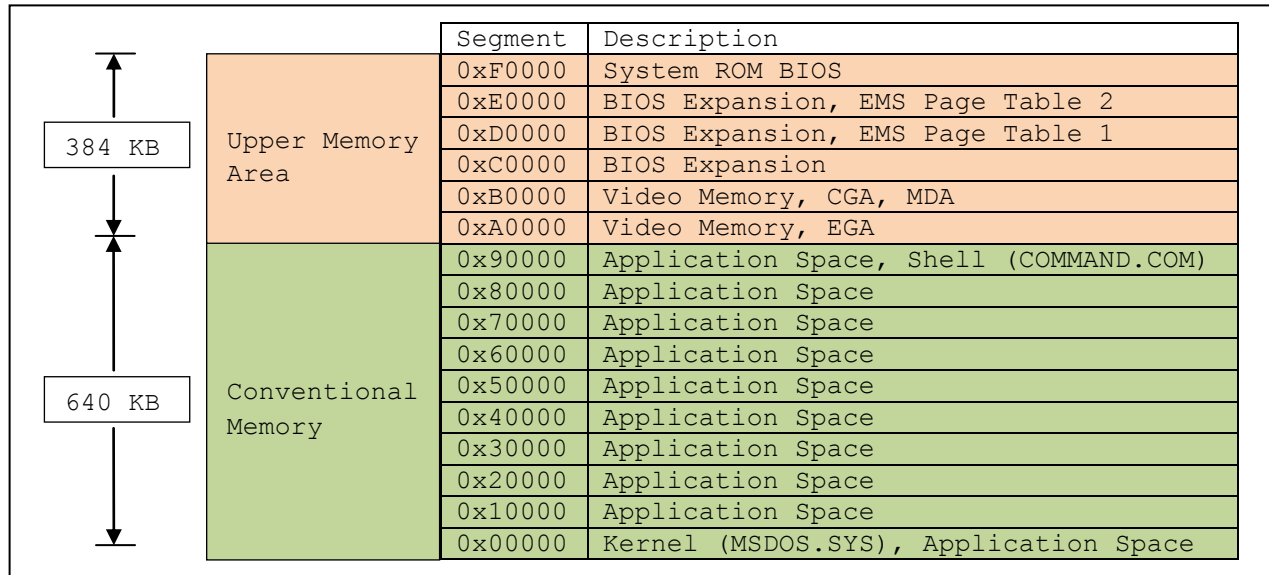 Segment Description
0xF0000 System ROM BIOS
0xE0000 BIOS Expansion, EMS Page Table 2
0xD0000 BIOS Expansion, EMS Page Table 1
0xC0000 BIOS Expansion
0xB0000 Video Memory, CGA, MDA
0xA0000 Video Memory, EGA
384 KB
Upper Memory
Area
0x90000 Application Space, Shell (COMMAND.COM)
0x80000 Application Space
0x70000 Application Space
0x60000 Application Space
0x50000 Application Space
0x40000 Application Space
0x30000 Application Space
0x20000 Application Space
0x10000 Application Space
0x00000 Kernel (MSDOS.SYS), Application Space
640 KB
Conventional
Memory